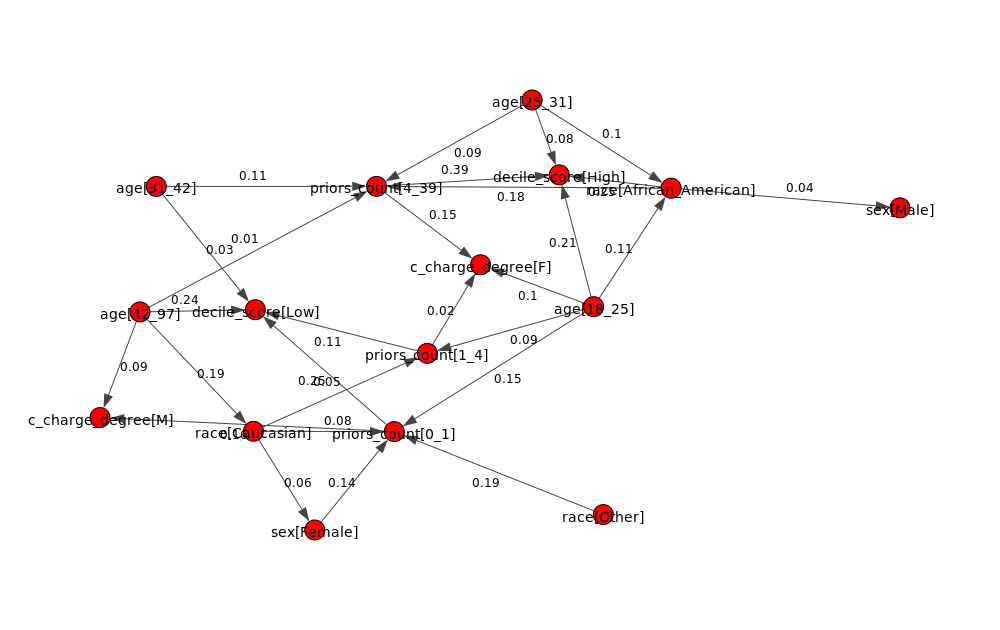 age[25_31]
0.1
0.08
0.09
0.39
0.11
decile_score[High]
age[31_42]
priors_count[4_39]
race[African_American]
0.25
0.18
0.04
sex[Male]
0.15
0.01
0.03
0.21
0.11
c_charge_degree[F]
0.24
0.1
age[42_97]
decile_score[Low]
age[18_25]
0.02
0.11
0.09
priors_count[1_4]
0.09
0.19
0.25
0.05
0.15
c_charge_degree[M]
0.08
race[Caucasian]
priors_count[0_1]
0.06
0.14
0.19
sex[Female]
race[Other]